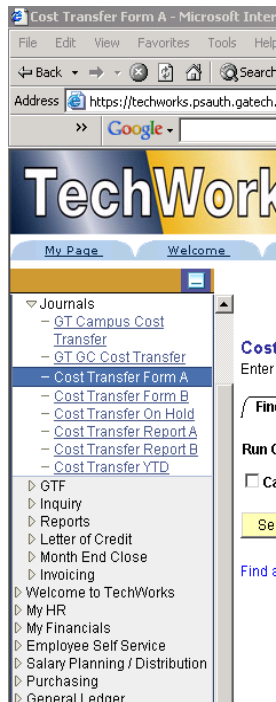 Cost Transfer Form A - Microsoft Inter
File Edit View Favorites Tools Help
Back Search
Address https://techworks.psauth.gatech.
» Google
TechWork
My Page Welcome
Journals
GT Campus Cost
Transfer
GT GC Cost Transfer
Cost Transfer Form A
Cost Transfer Form B
Cost Transfer On Hold
Cost Transfer Report A
Cost Transfer Report B
Cost Transfer YTD
GTF
Inquiry
Reports
Letter of Credit
Month End Close
Invoicing
Welcome to TechWorks
My HR
My Financials
Employee Self Service
Salary Planning / Distribution
Purchasing
General Ledger
Cost
Enter
Fin
Run C
Ca
Se
Find a